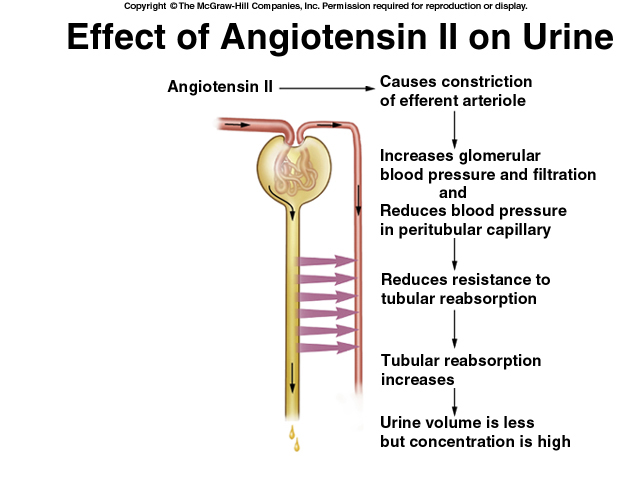 Copyright © The McGraw-Hill Companies, Inc. Permission required for reproduction or display.
Effect of Angiotensin II on Urine
Angiotensin II
Causes constriction
of efferent arteriole
Increases glomerular
blood pressure and filtration
and
Reduces blood pressure
in peritubular capillary
Reduces resistance to
tubular reabsorption
Tubular reabsorption
increases
Urine volume is less
but concentration is high